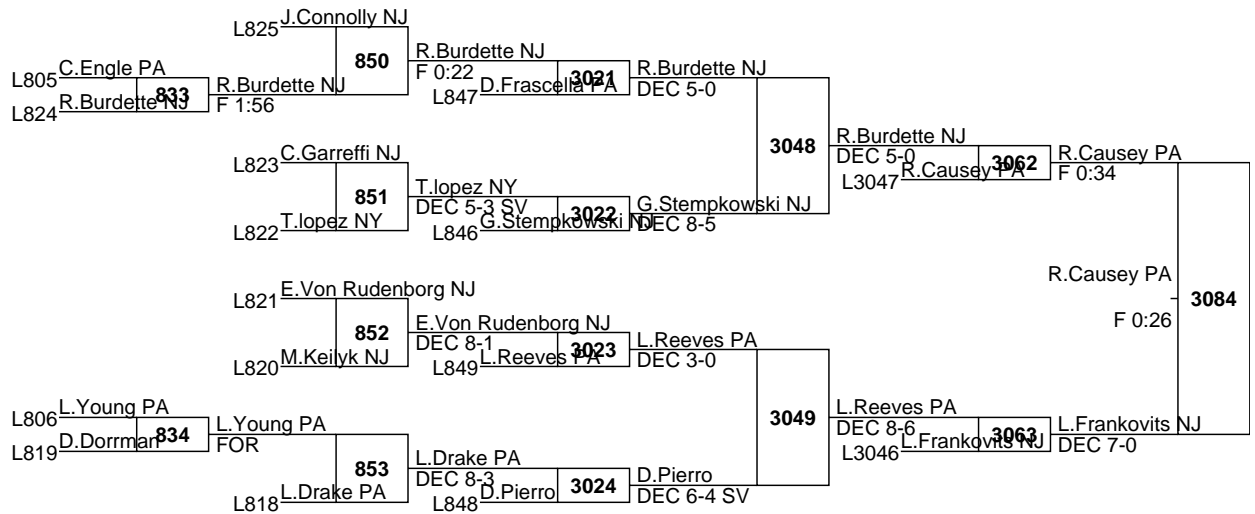 L825 J.Connolly NJ
850
R.Burdette NJ
F 0:22
L805 C.Engle PA
833
L824 R.Burdette NJ
R.Burdette NJ
F 1:56
3021
L847 D.Frascella PA
R.Burdette NJ
DEC 5-0
3048
R.Burdette NJ
DEC 5-0
L823 C.Garreffi NJ
851
L822 T.lopez NY
T.lopez NY
DEC 5-3 SV
3022
L846 G.Stempkowski NJ
G.Stempkowski NJ
DEC 8-5
L3047 R.Causey PA
3062
R.Causey PA
F 0:34
L821 E.Von Rudenborg NJ
852
L820 M.Keilyk NJ
E.Von Rudenborg NJ
DEC 8-1
3023
L849 L.Reeves PA
L.Reeves PA
DEC 3-0
R.Causey PA
F 0:26
3084
L806 L.Young PA
834
L819 D.Dorrman
L.Young PA
FOR
853
L818 L.Drake PA
L.Drake PA
DEC 8-3
3024
L848 D.Pierro
D.Pierro
DEC 6-4 SV
3049
L.Reeves PA
DEC 8-6
L3046 L.Frankovits NJ
3063
L.Frankovits NJ
DEC 7-0